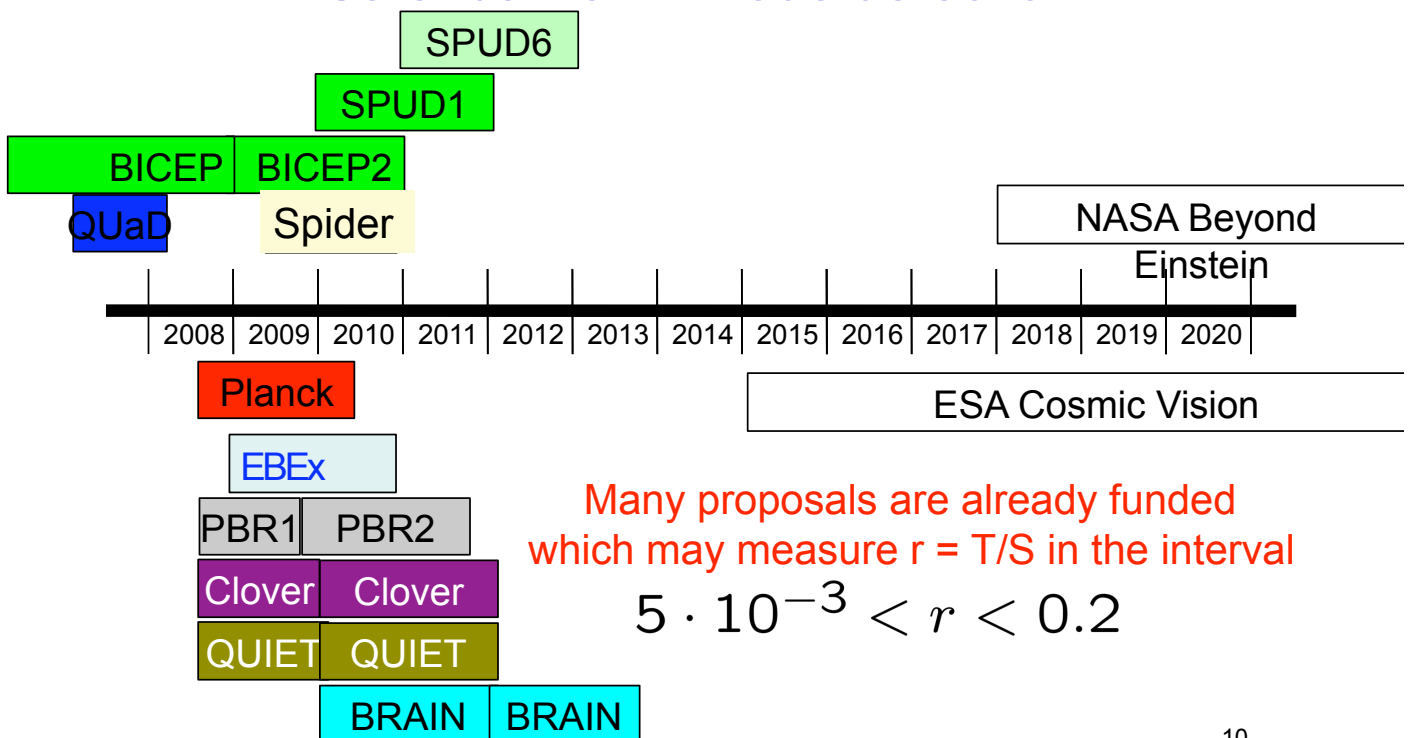 SPUD6
SPUD1
BICEP BICEP2
QUaD Spider NASA Beyond
Einstein
2008 2009 2010 2011 2012 2013 2014 2015 2016 2017 2018 2019 2020
Planck ESA Cosmic Vision
EBEx
PBR1 PBR2
Many proposals are already funded
which may measure r = T/S in the interval
Clover Clover
5 · 10⁻³ < r < 0.2
QUIET QUIET
BRAIN BRAIN